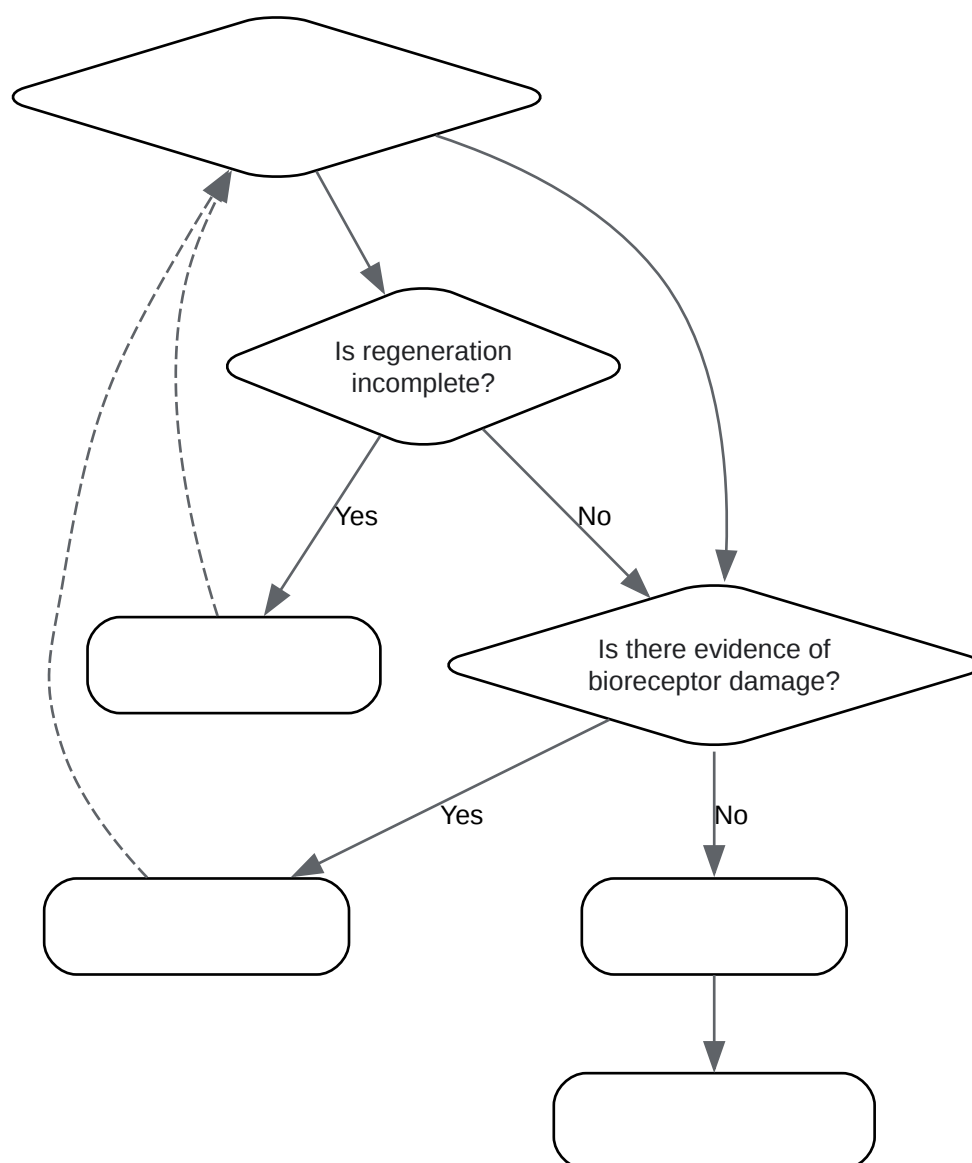 Is regeneration
incomplete?
Yes
No
Is there evidence of
bioreceptor damage?
Yes
No